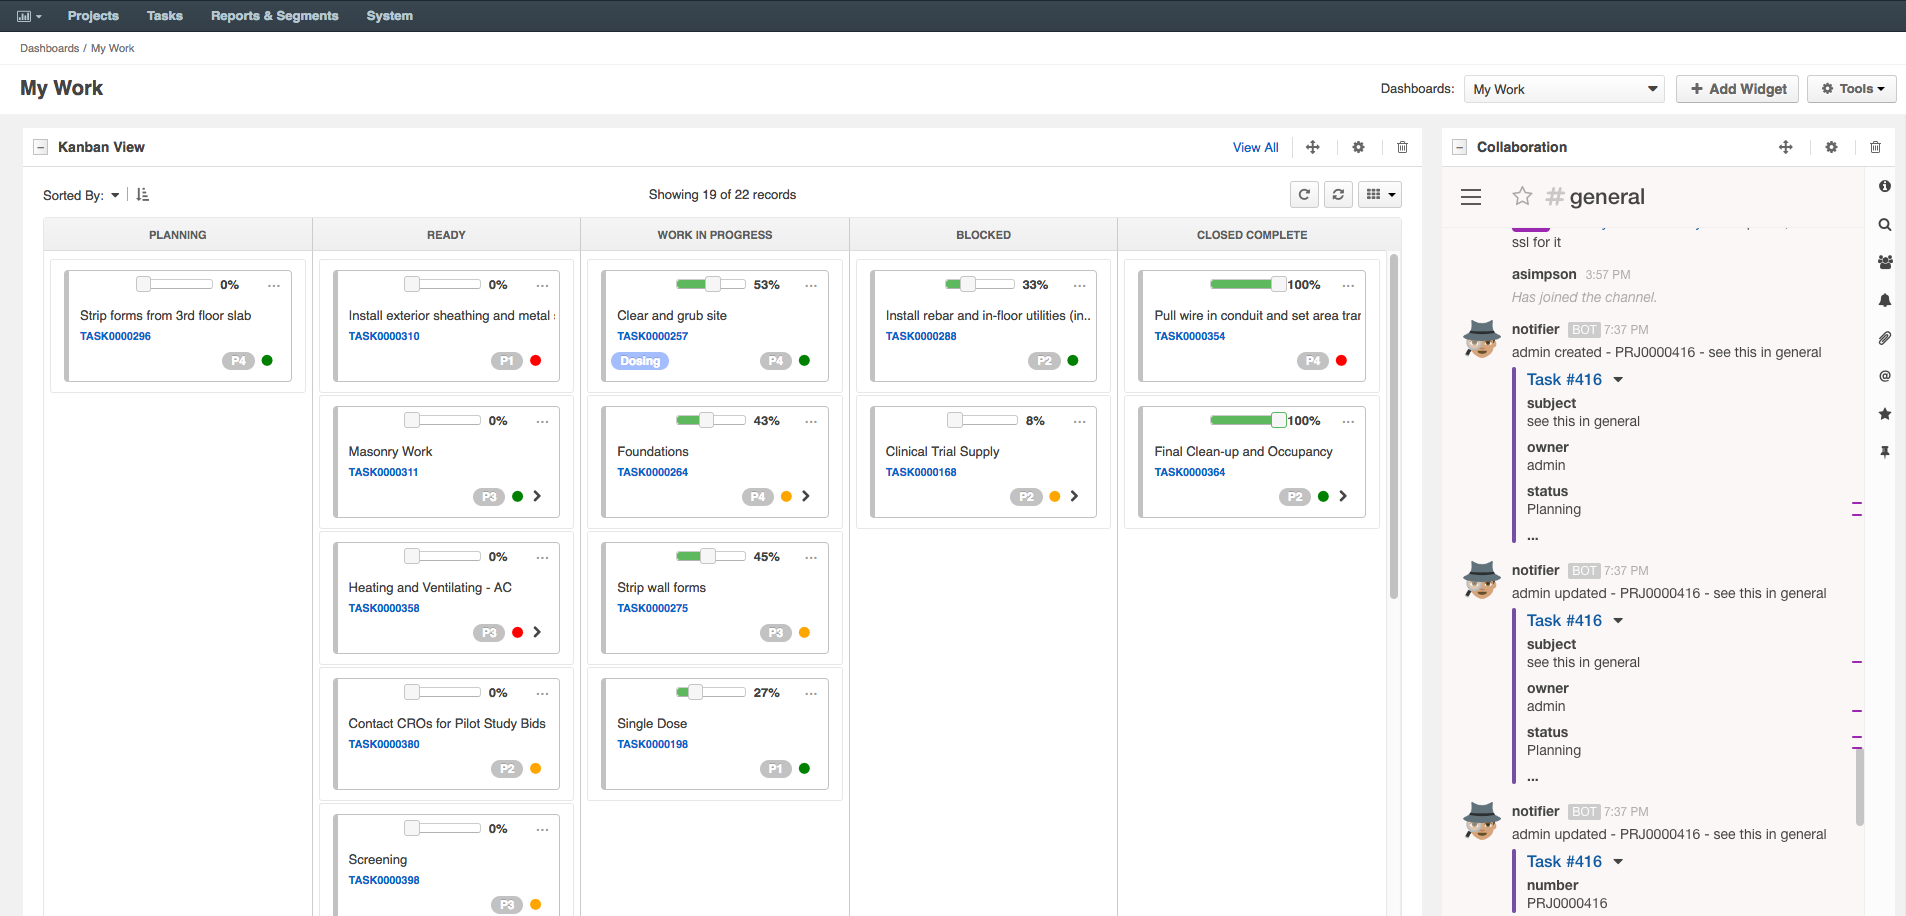 Projects Tasks Reports & Segments System
Dashboards / My Work
My Work
Dashboards: My Work Add Widget Tools
Kanban View
View All
Sorted By:
Showing 19 of 22 records
PLANNING
0%
Strip forms from 3rd floor slab
TASK0000296
P4
READY
0%
Install exterior sheathing and metal
TASK0000310
P1
0%
Masonry Work
TASK0000311
P3
0%
Heating and Ventilating - AC
TASK0000358
P3
0%
Contact CROs for Pilot Study Bids
TASK0000380
P2
0%
Screening
TASK0000398
P3
WORK IN PROGRESS
53%
Clear and grub site
TASK0000257
Dosing P4
43%
Foundations
TASK0000264
P4
45%
Strip wall forms
TASK0000275
P3
27%
Single Dose
TASK0000198
P1
BLOCKED
33%
Install rebar and in-floor utilities (in..
TASK0000288
P2
8%
Clinical Trial Supply
TASK0000168
P2
CLOSED COMPLETE
100%
Pull wire in conduit and set area trar
TASK0000354
P4
100%
Final Clean-up and Occupancy
TASK0000364
P2
Collaboration
#general
ssl for it
asimpson 3:57 PM
Has joined the channel.
notifier BOT 7:37 PM
admin created - PRJ0000416 - see this in general
Task #416
subject
see this in general
owner
admin
status
Planning
...
notifier BOT 7:37 PM
admin updated - PRJ0000416 - see this in general
Task #416
subject
see this in general
owner
admin
status
Planning
...
notifier BOT 7:37 PM
admin updated - PRJ0000416 - see this in general
Task #416
number
PRJ0000416